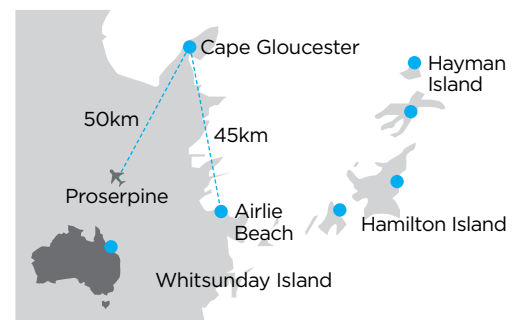 Cape Gloucester
Hayman
Island
50km
45km
Proserpine
Airlie
Beach
Hamilton Island
Whitsunday Island